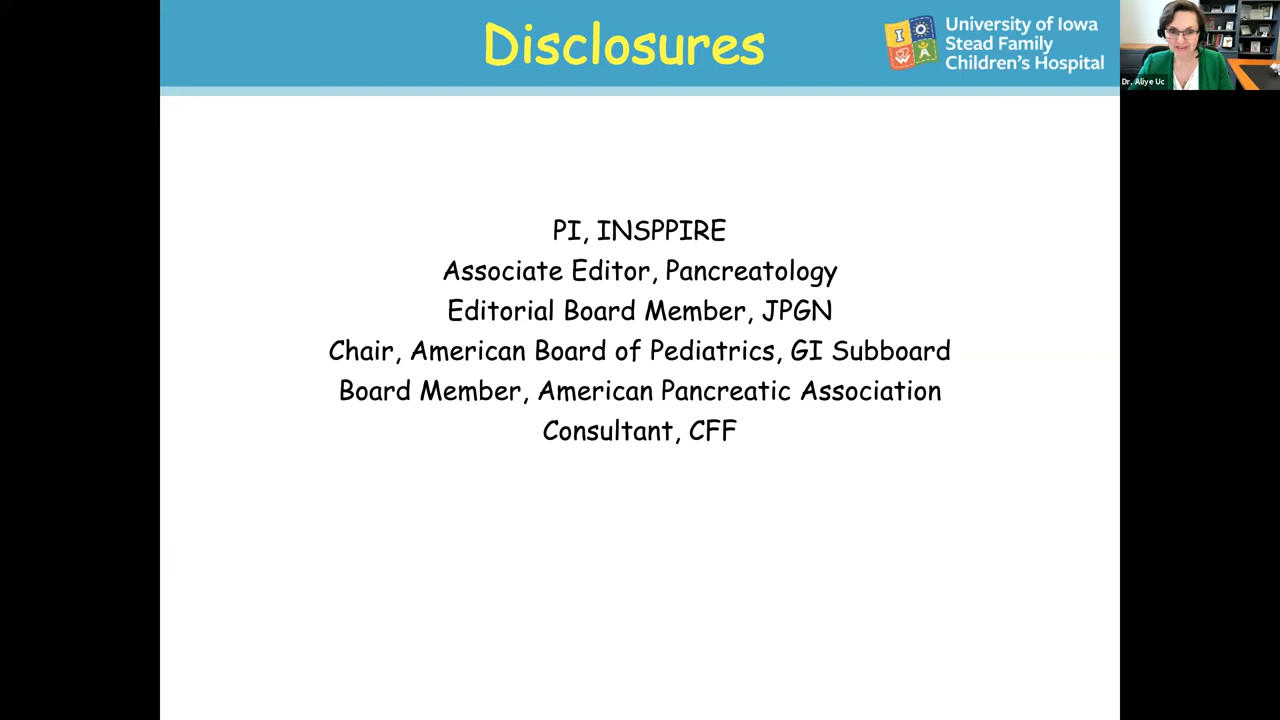 Disclosures
University of Iowa
Stead Family
Children's Hospital
Dr. Aliye Uc
PI, INSPPIRE
Associate Editor, Pancreatology
Editorial Board Member, JPGN
Chair, American Board of Pediatrics, GI Subboard
Board Member, American Pancreatic Association
Consultant, CFF